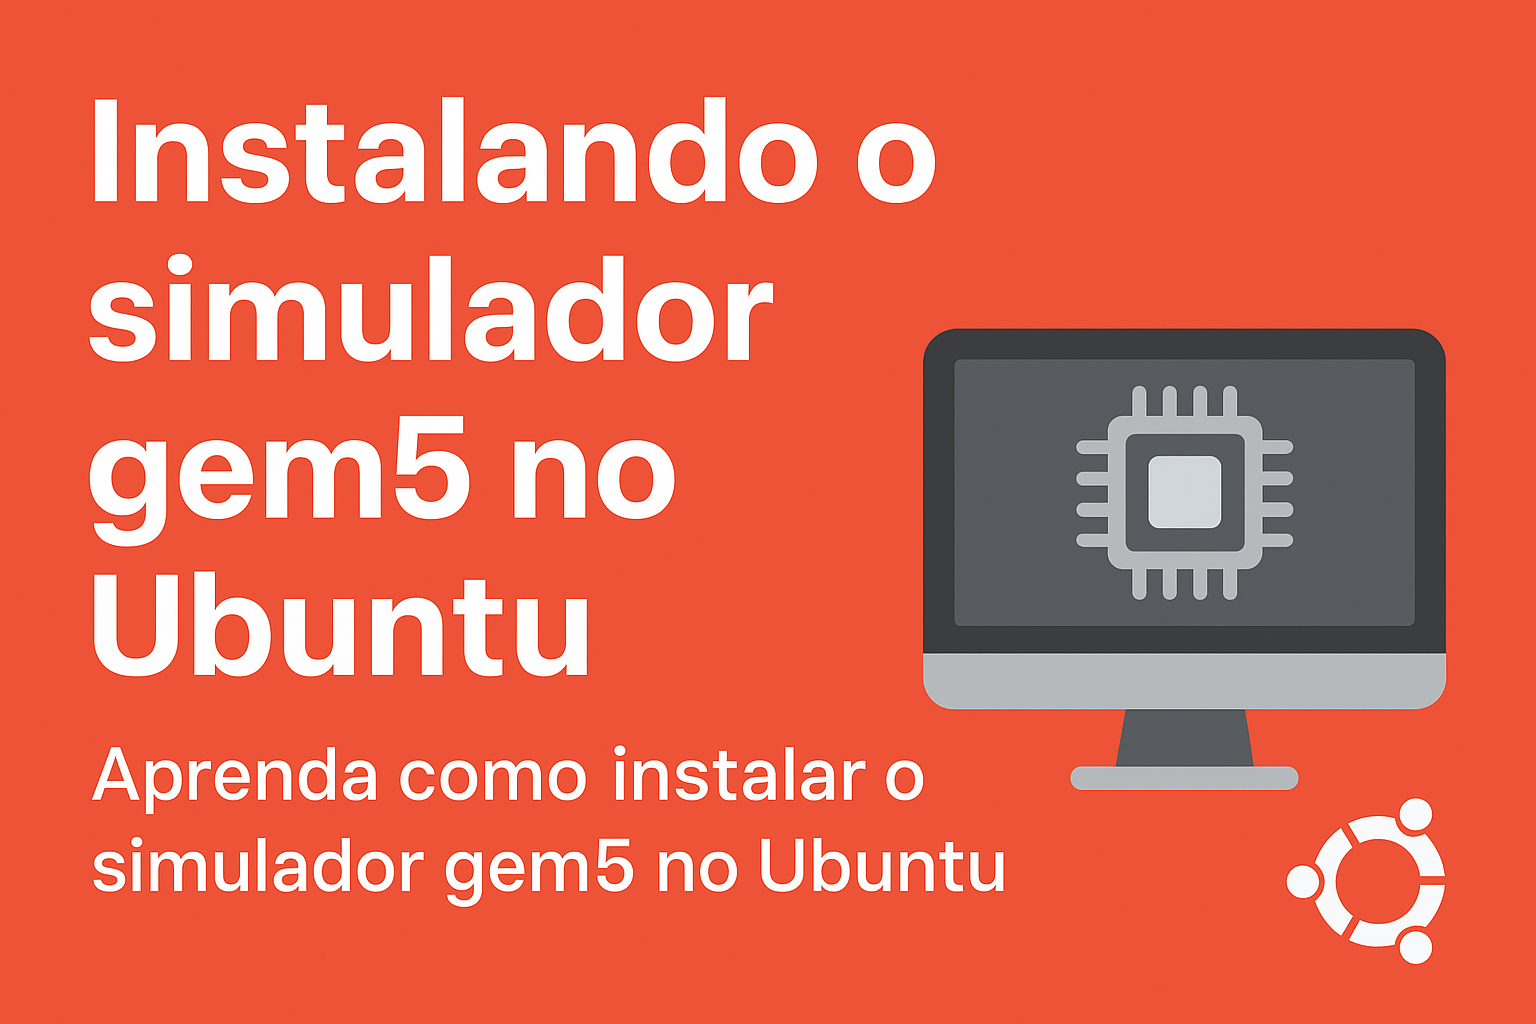 Instalando o
simulador
gem5 no
Ubuntu
Aprenda como instalar o
simulador gem5 no Ubuntu